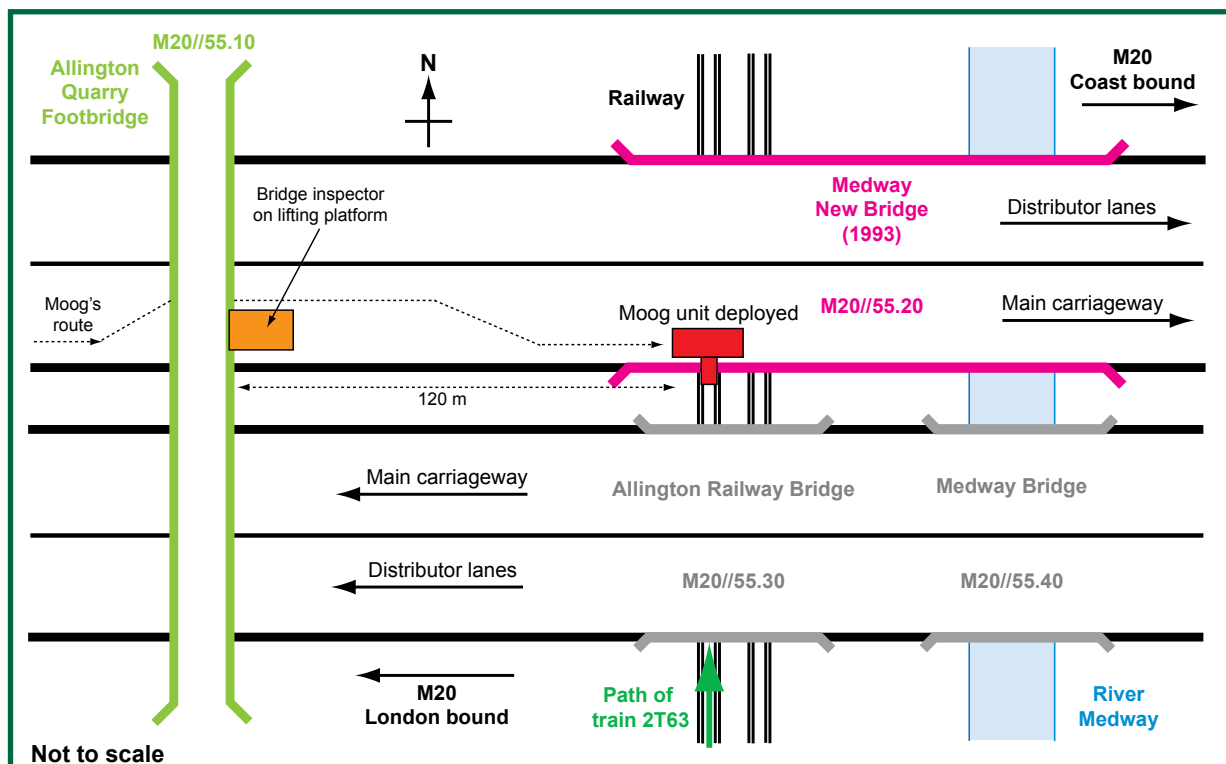 M20//55.10
Allington
Quarry
Footbridge
N
Railway
M20
Coast bound
Bridge inspector
on lifting platform
Medway
New Bridge
(1993)
Distributor lanes
Moog's
route
Moog unit deployed
M20//55.20
Main carriageway
120 m
Main carriageway
Allington Railway Bridge
Medway Bridge
Distributor lanes
M20//55.30
M20//55.40
M20
London bound
Path of
train 2T63
River
Medway
Not to scale